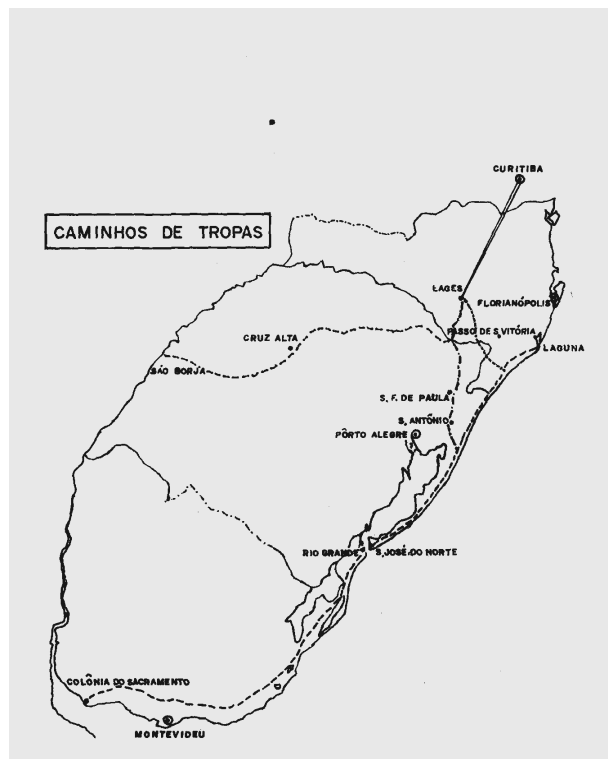 CURITIBA
CAMINHOS DE TROPAS
LAGES
FLORIANÓPOLIS
PASSO DE S. VITÓRIA
CRUZ ALTA
LAGUNA
SÃO BORJA
S. F. DE PAULA
S. ANTÔNIO
PÔRTO ALEGRE
RIO GRANDE
S. JOSÉ DO NORTE
COLÔNIA DO SACRAMENTO
MONTEVIDEU